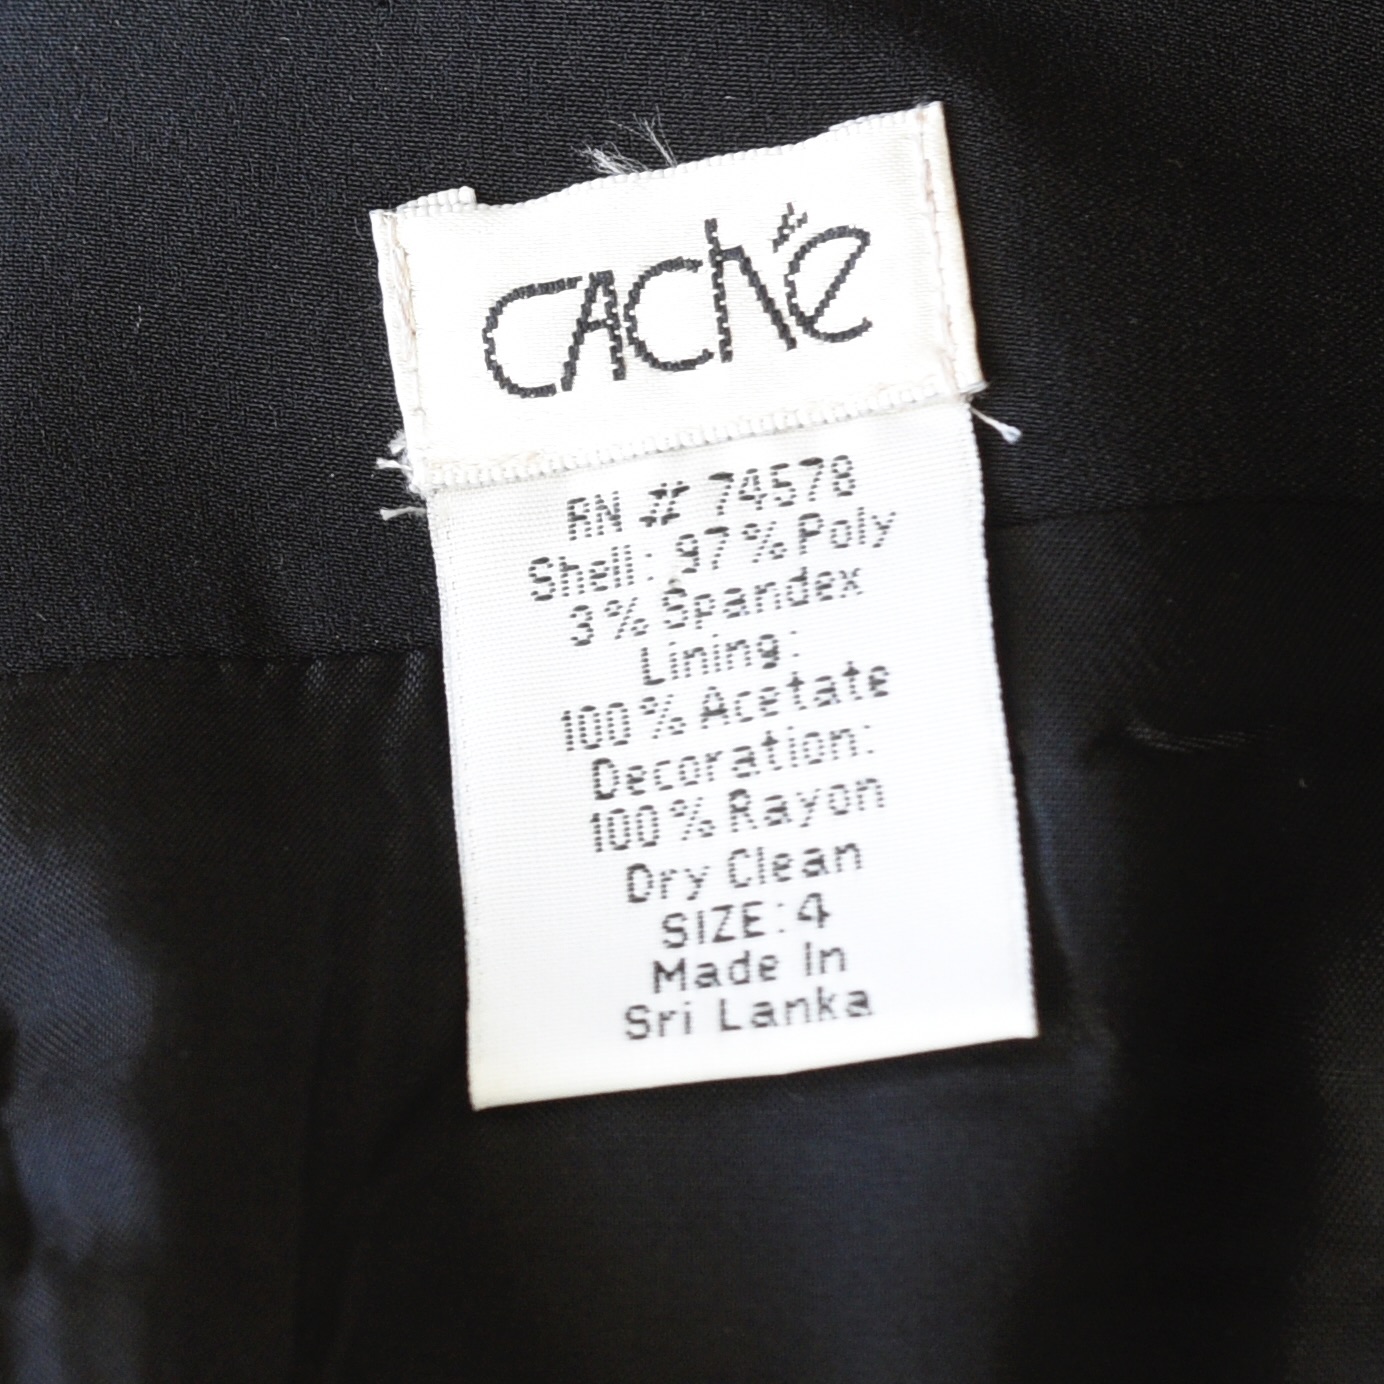 CAChé
RN # 74578
Shell: 97% Poly
3% Spandex
Lining:
100% Acetate
Decoration:
100% Rayon
Dry Clean
SIZE: 4
Made In
Sri Lanka